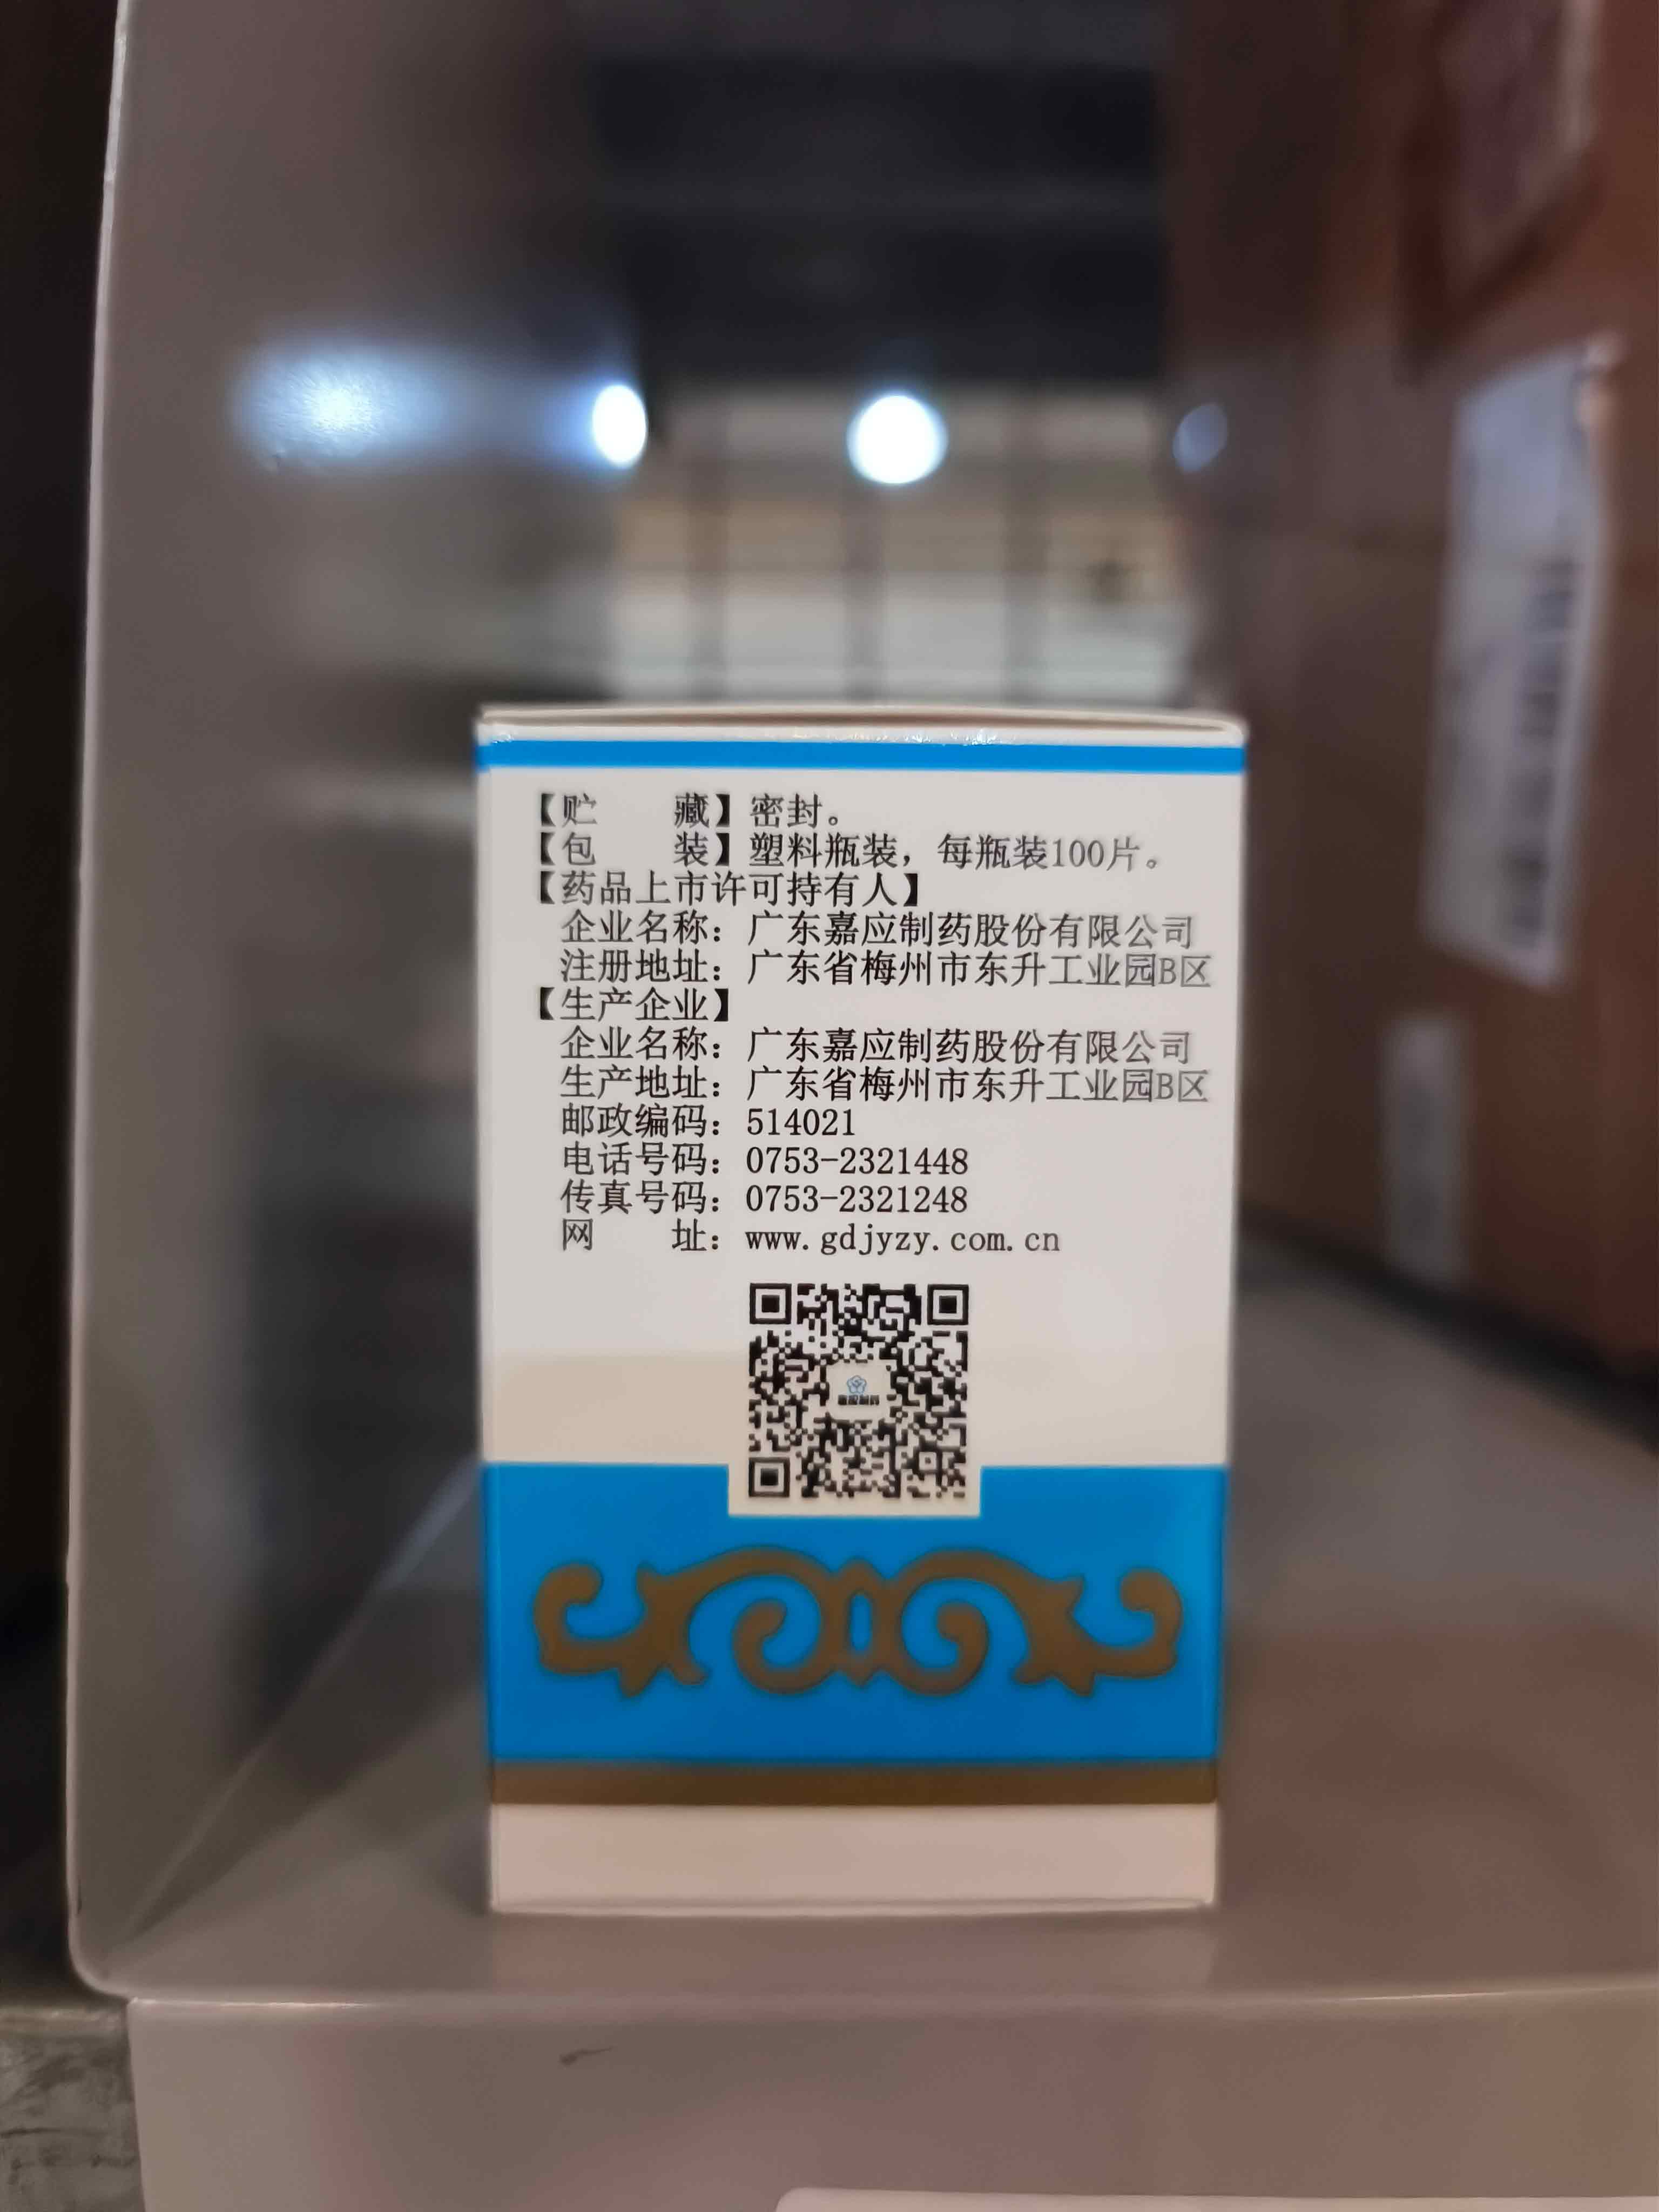 【贮　　藏】密封。
【包　　装】塑料瓶装，每瓶装100片。
【药品上市许可持有人】
企业名称：广东嘉应制药股份有限公司
注册地址：广东省梅州市东升工业园B区
【生产企业】
企业名称：广东嘉应制药股份有限公司
生产地址：广东省梅州市东升工业园B区
邮政编码：514021
电话号码：0753-2321448
传真号码：0753-2321248
网　　址：www.gdjyzy.com.cn
嘉应制药